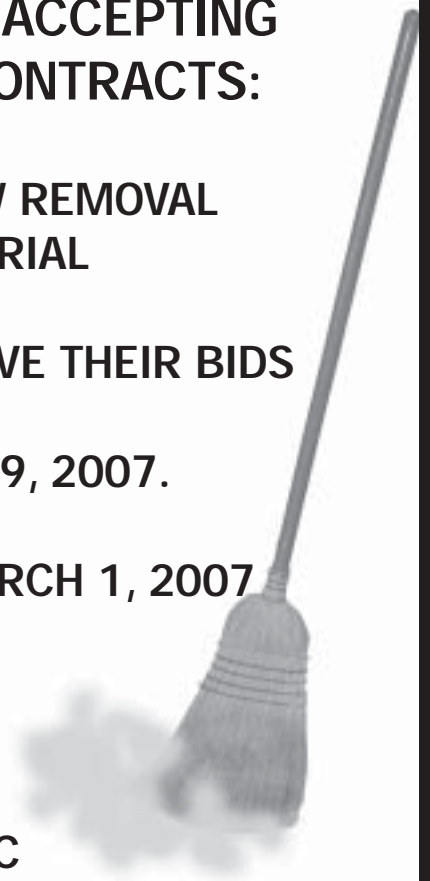 ACCEPTING
ONTRACTS:
REMOVAL
RIAL
VE THEIR BIDS
9, 2007.
RCH 1, 2007
C